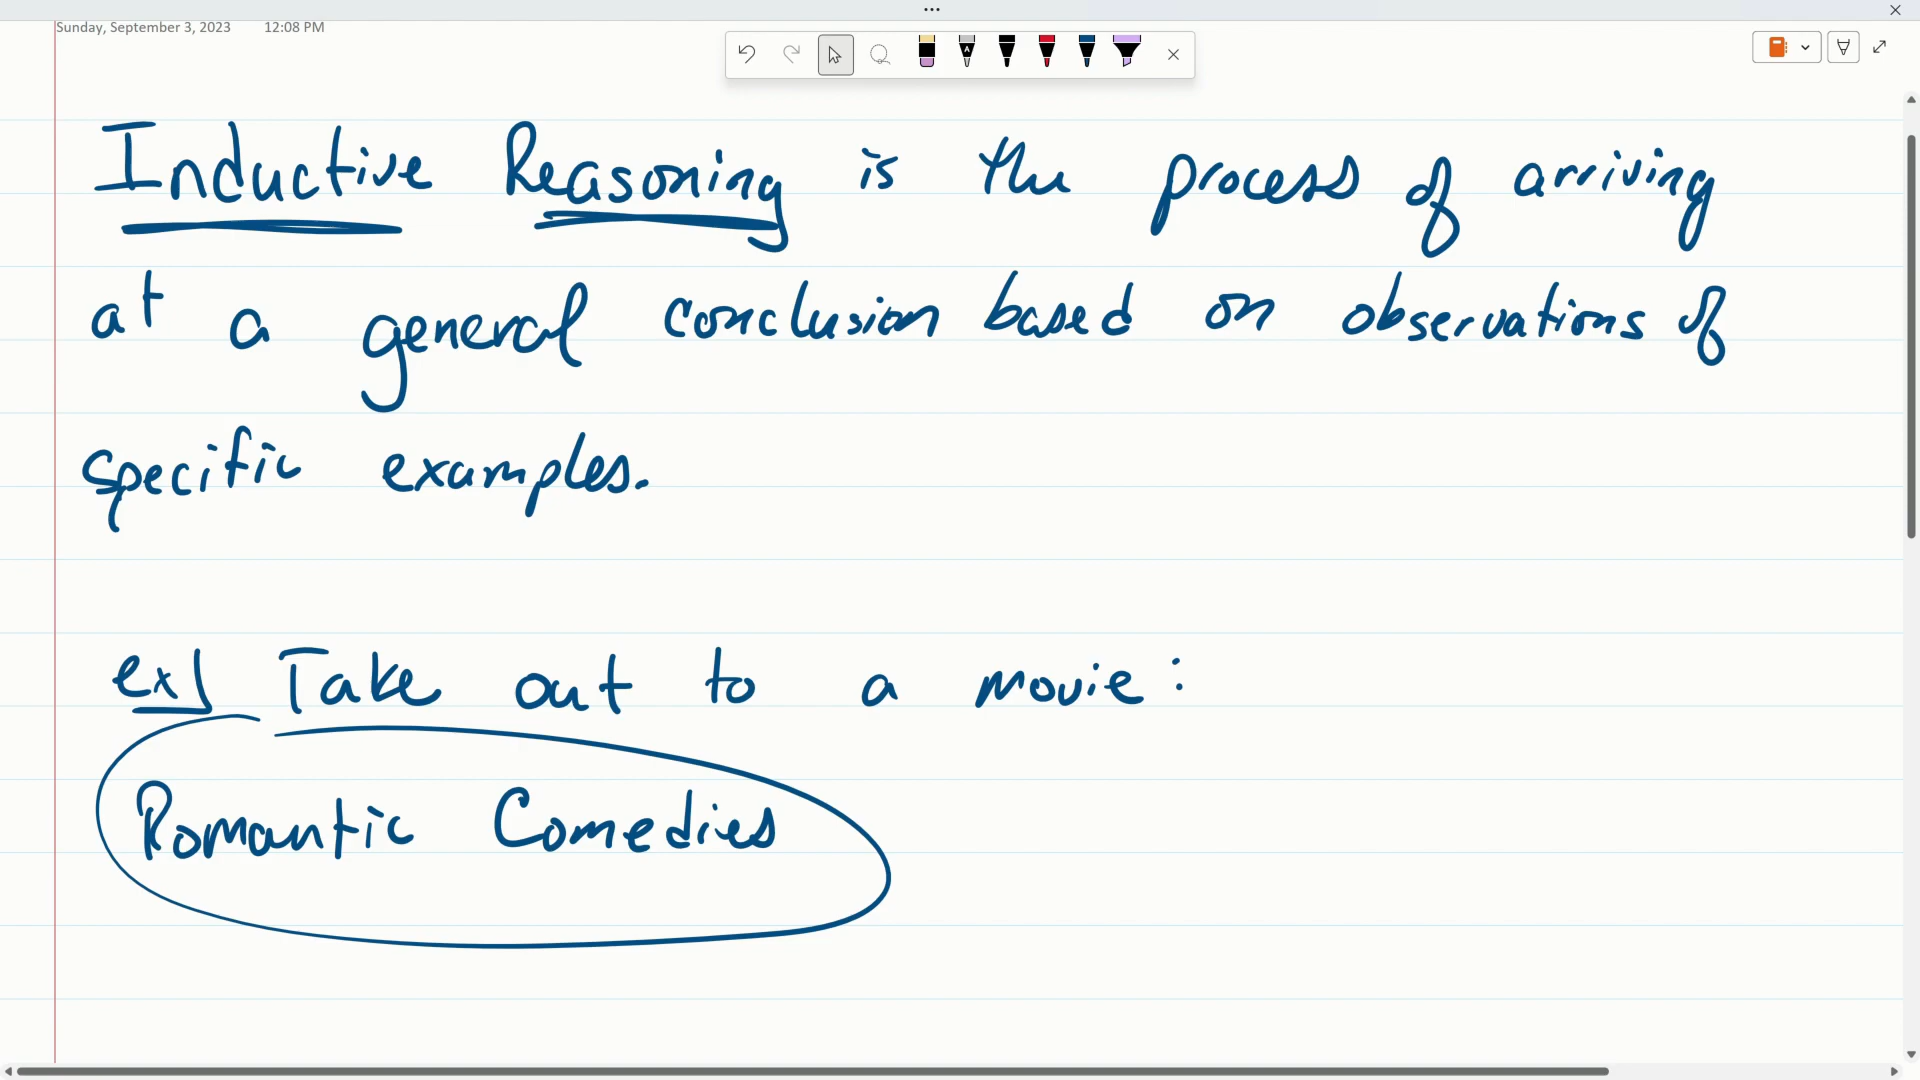 Sunday, September 3, 2023 12:08 PM
Inductive Reasoning is the process of arriving
at a general conclusion based on observations of
specific examples.
ex) Take out to a movie:
Romantic Comedies